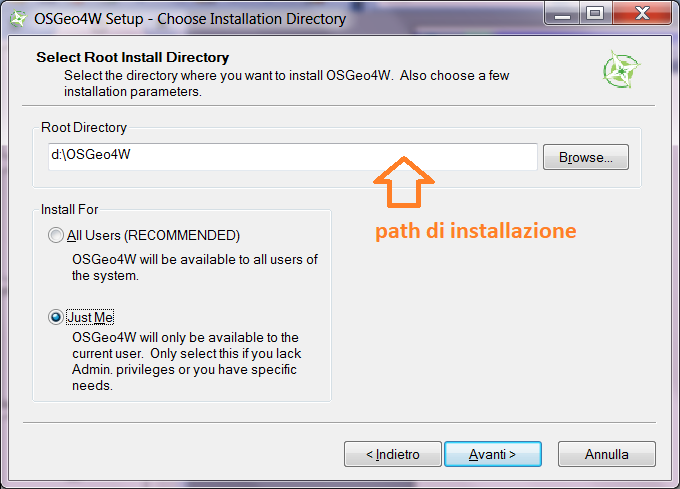 OSGeo4W Setup - Choose Installation Directory
Select Root Install Directory
Select the directory where you want to install OSGeo4W. Also choose a few
installation parameters.
Root Directory
d:\OSGeo4W
Browse...
path di installazione
Install For
All Users (RECOMMENDED)
OSGeo4W will be available to all users of
the system.
Just Me
OSGeo4W will only be available to the
current user. Only select this if you lack
Admin. privileges or you have specific
needs.
< Indietro
Avanti >
Annulla